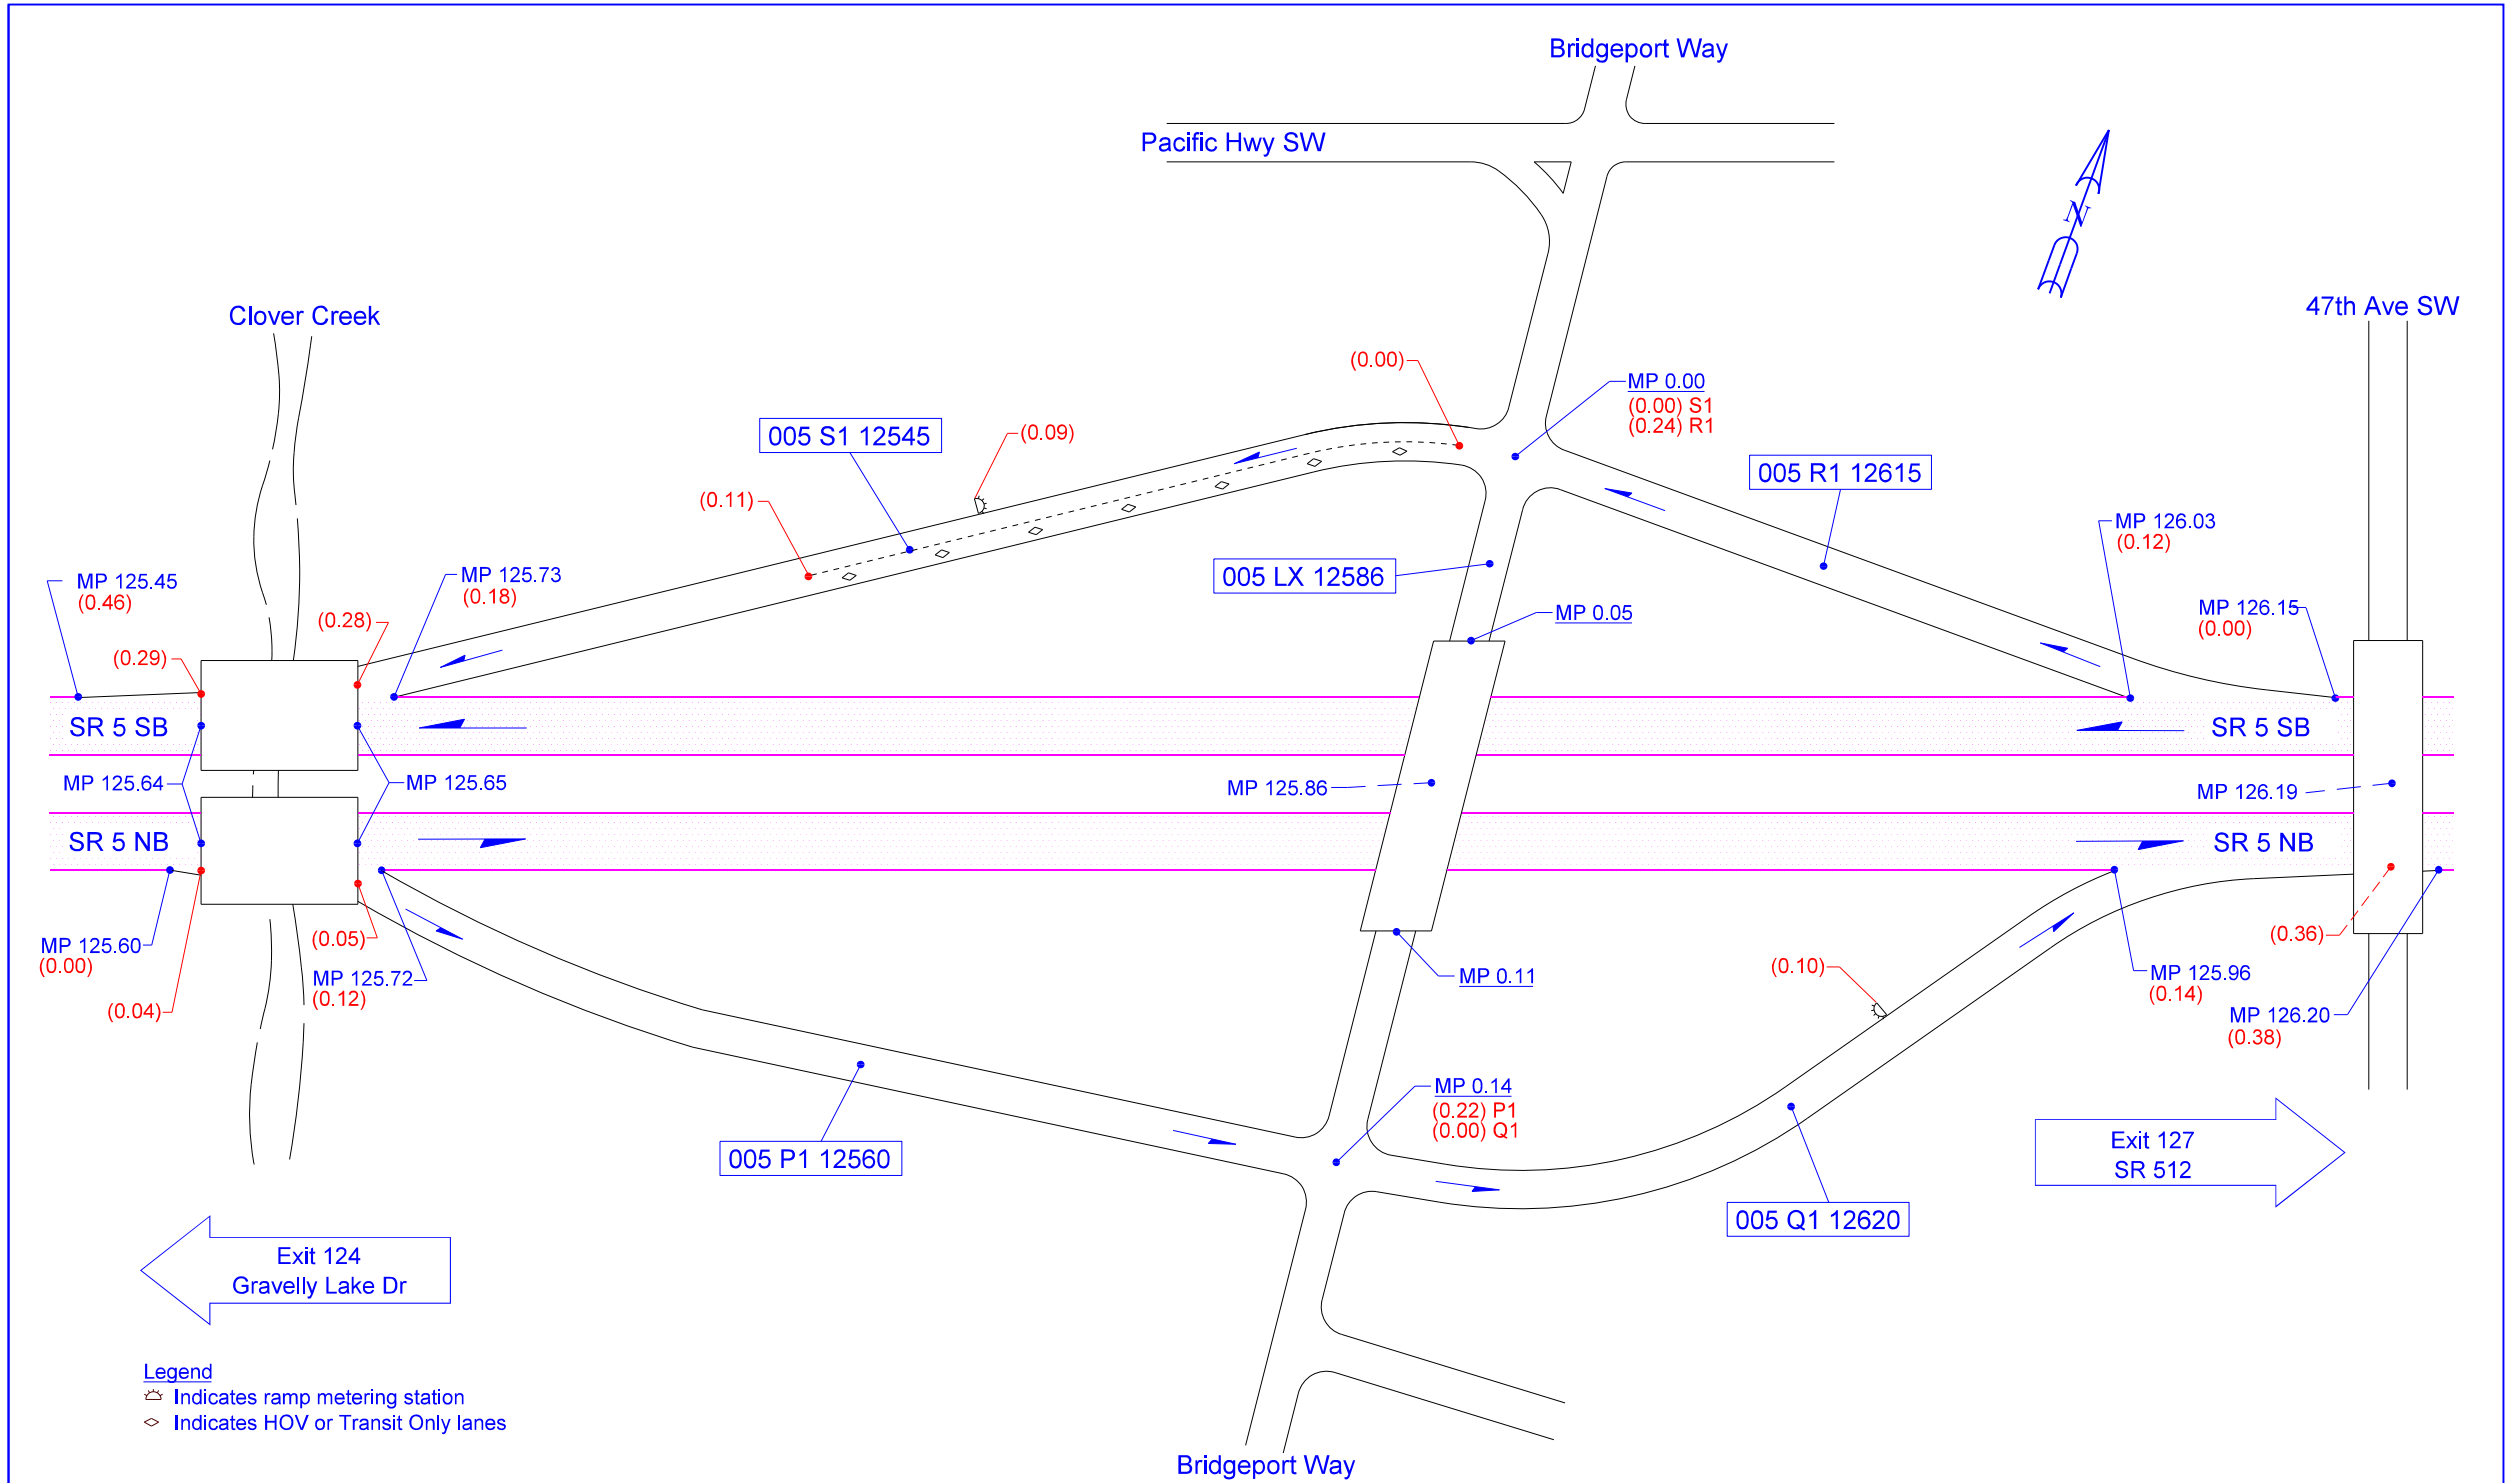 Bridgeport Way
Pacific Hwy SW
N
Clover Creek
47th Ave SW
(0.00)
MP 0.00
(0.00) S1
(0.24) R1
005 S1 12545
(0.09)
005 R1 12615
(0.11)
MP 126.03
(0.12)
MP 125.45
(0.46)
MP 125.73
(0.18)
005 LX 12586
MP 126.15
(0.00)
(0.28)
MP 0.05
(0.29)
SR 5 SB
SR 5 SB
MP 125.64
MP 125.65
MP 125.86
MP 126.19
SR 5 NB
SR 5 NB
MP 125.60
(0.00)
(0.05)
MP 125.72
(0.12)
(0.04)
MP 0.11
(0.10)
(0.36)
MP 125.96
(0.14)
MP 126.20
(0.38)
MP 0.14
(0.22) P1
(0.00) Q1
005 P1 12560
005 Q1 12620
Exit 127
SR 512
Exit 124
Gravelly Lake Dr
Legend
Indicates ramp metering station
Indicates HOV or Transit Only lanes
Bridgeport Way